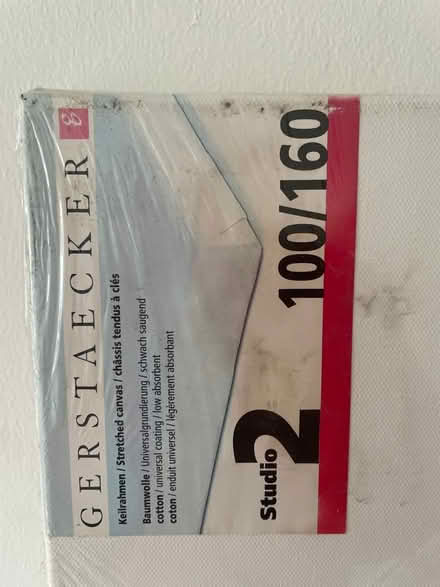 GERSTAECKER
Keilrahmen / Stretched canvas / châssis tendus à clés
Baumwolle / Universalgrundierung / schwach saugend
cotton / universal coating / low absorbent
coton / enduit universel / légèrement absorbant
Studio
2
100/160